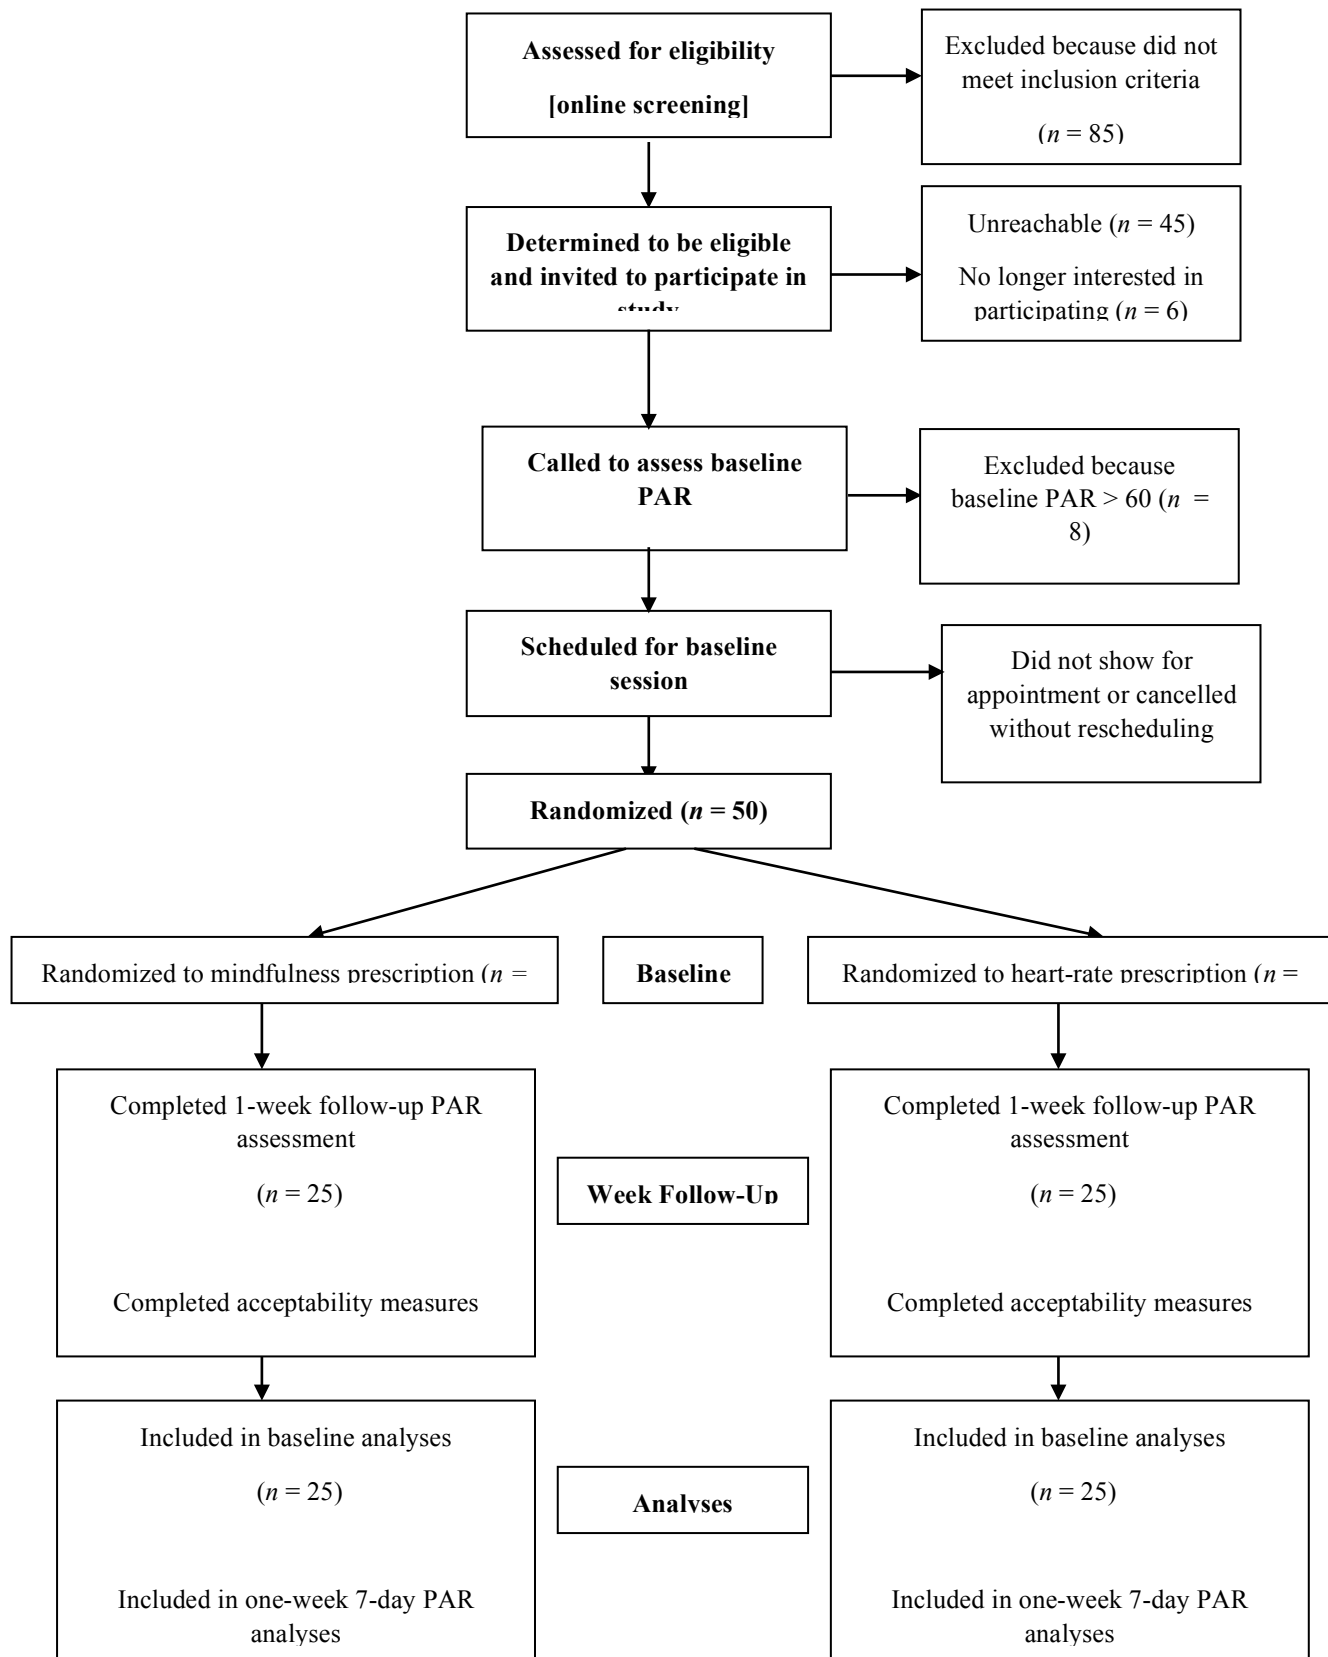 Assessed for eligibility
[online screening]
Excluded because did not
meet inclusion criteria
(n = 85)
Determined to be eligible
and invited to participate in
study
Unreachable (n = 45)
No longer interested in
participating (n = 6)
Called to assess baseline
PAR
Excluded because
baseline PAR > 60 (n =
8)
Scheduled for baseline
session
Did not show for
appointment or cancelled
without rescheduling
Randomized (n = 50)
Randomized to mindfulness prescription (n =
Baseline
Randomized to heart-rate prescription (n =
Completed 1-week follow-up PAR
assessment
(n = 25)
Completed acceptability measures
Week Follow-Up
Completed 1-week follow-up PAR
assessment
(n = 25)
Completed acceptability measures
Included in baseline analyses
(n = 25)
Included in one-week 7-day PAR
analyses
Analyses
Included in baseline analyses
(n = 25)
Included in one-week 7-day PAR
analyses